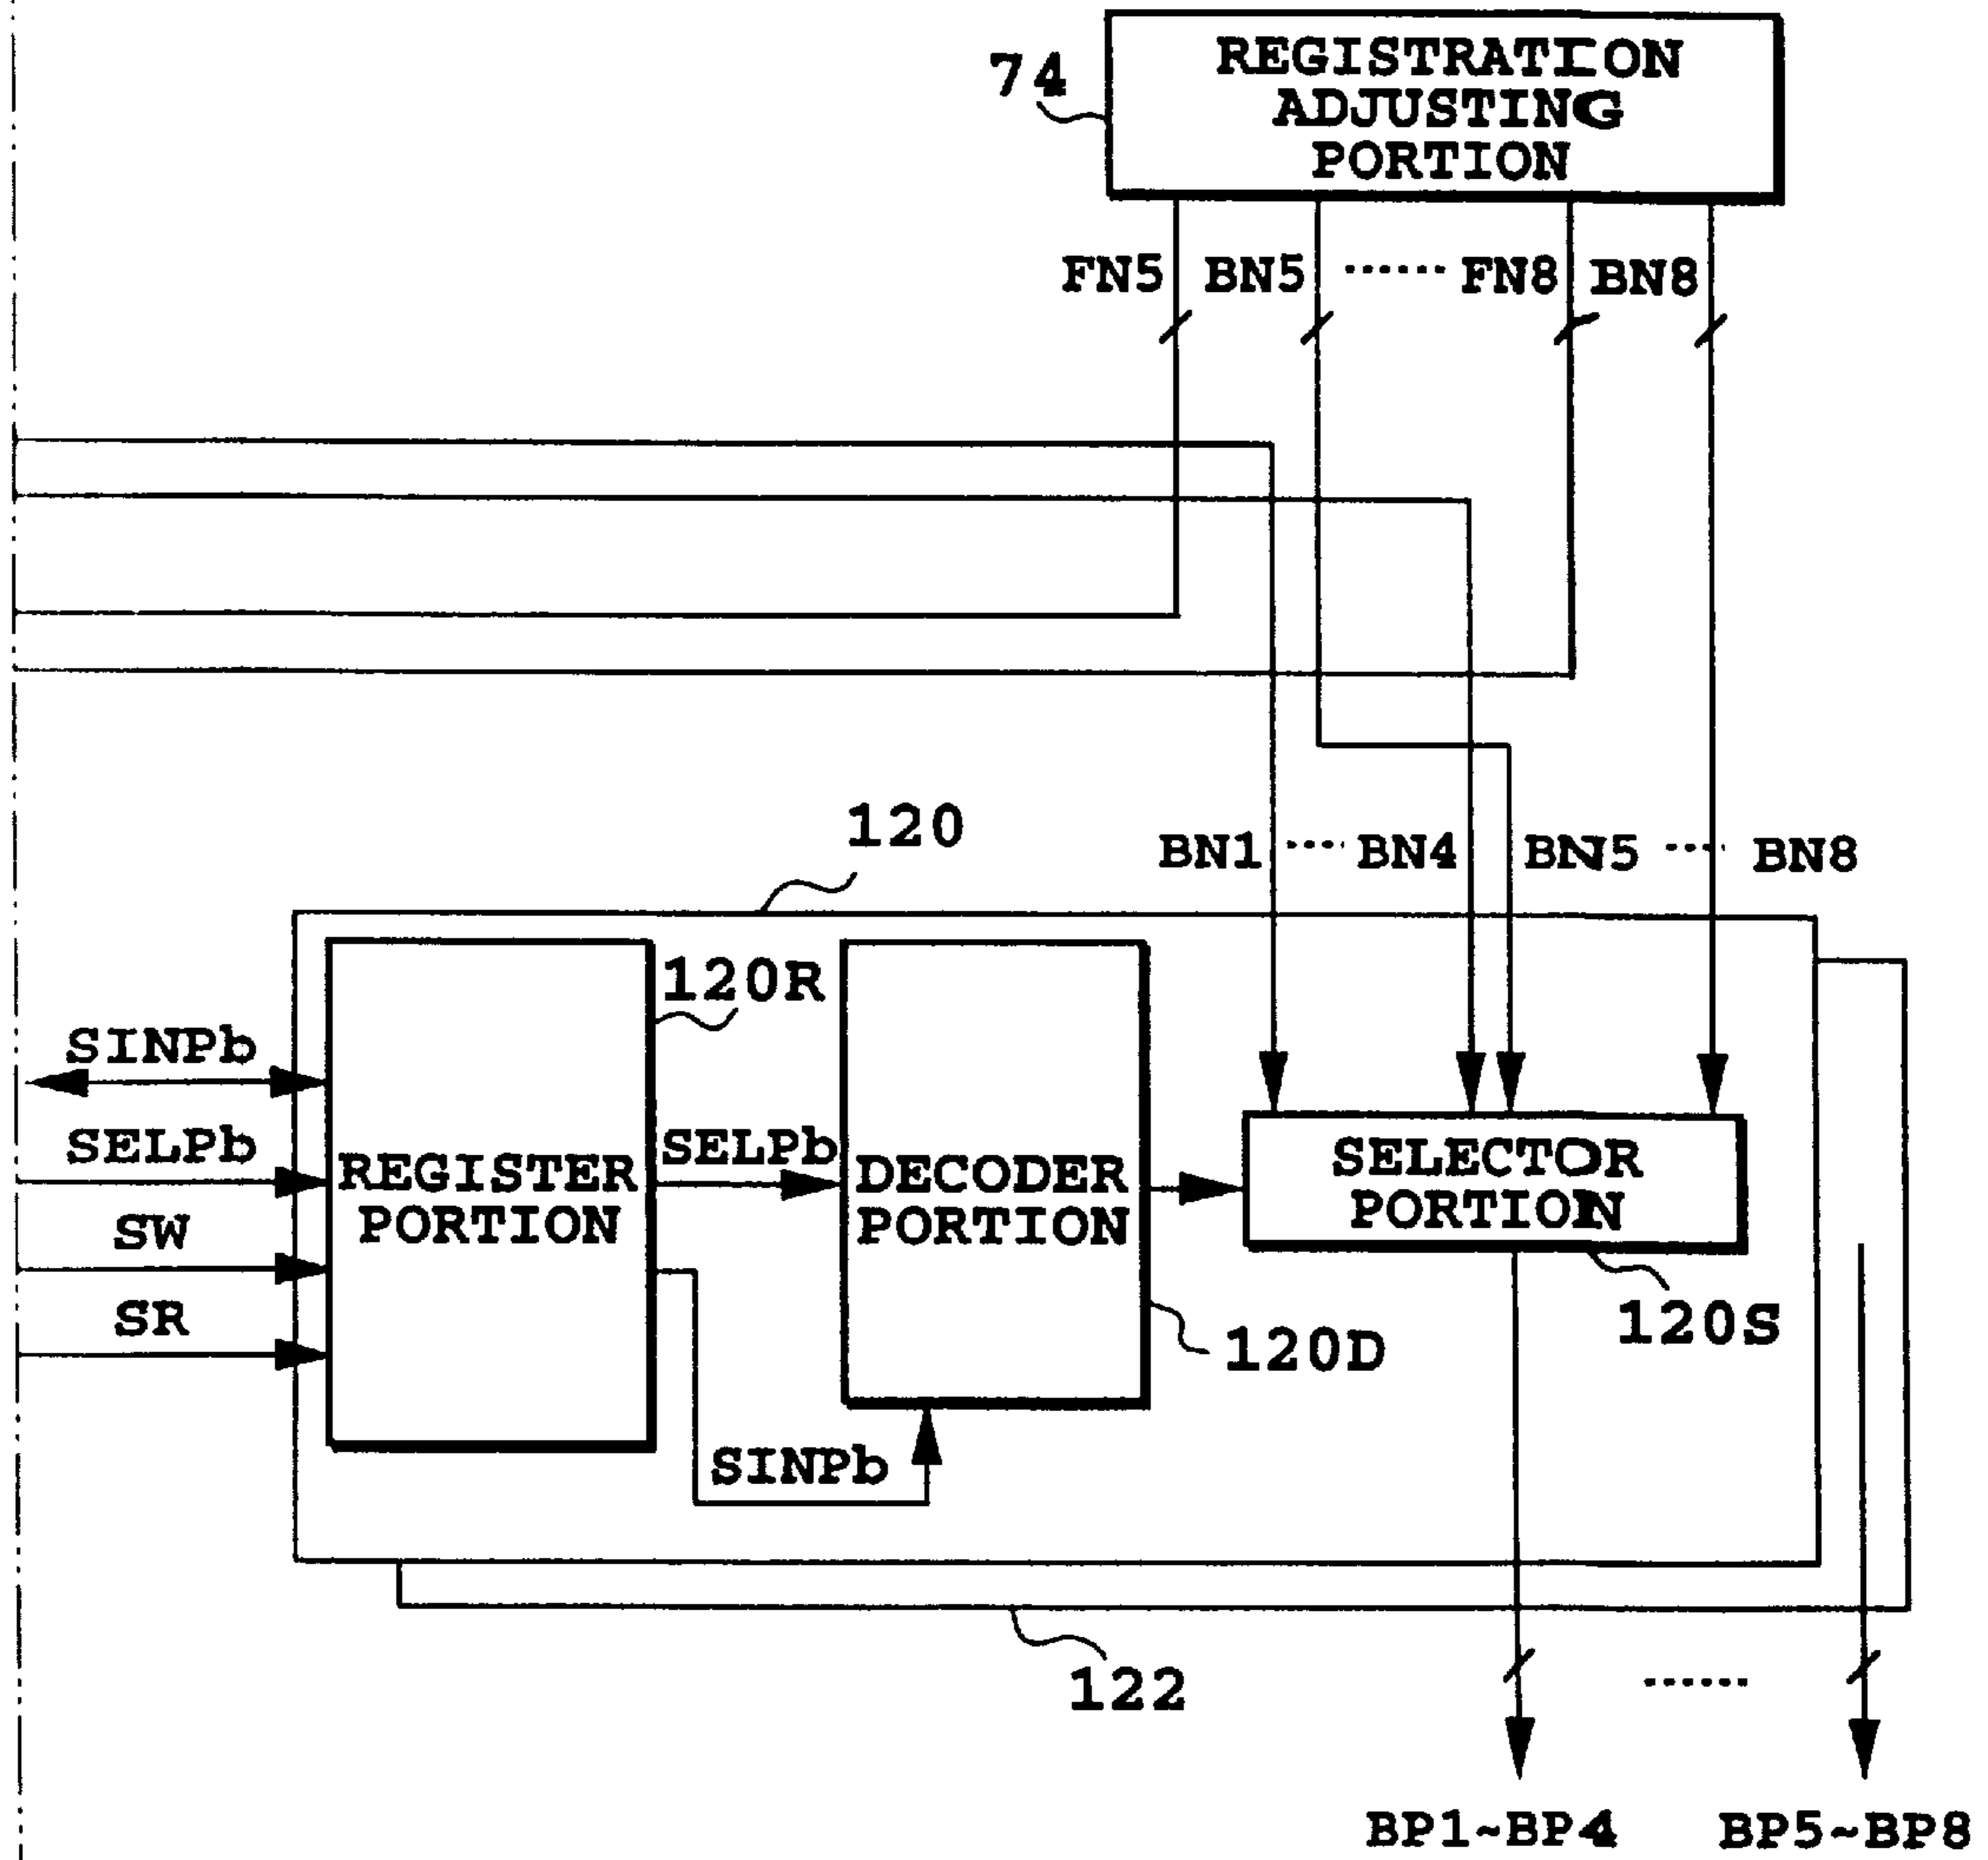 REGISTRATION
ADJUSTING
PORTION
74
FN5 BN5 ...... FN8 BN8
120
BN1 .... BN4 BN5 .... BN8
120R
SINPb
SELPb
SW
SR
REGISTER
PORTION
SELPb
DECODER
PORTION
SELECTOR
PORTION
120S
120D
SINPb
122
......
BP1~BP4 BP5~BP8